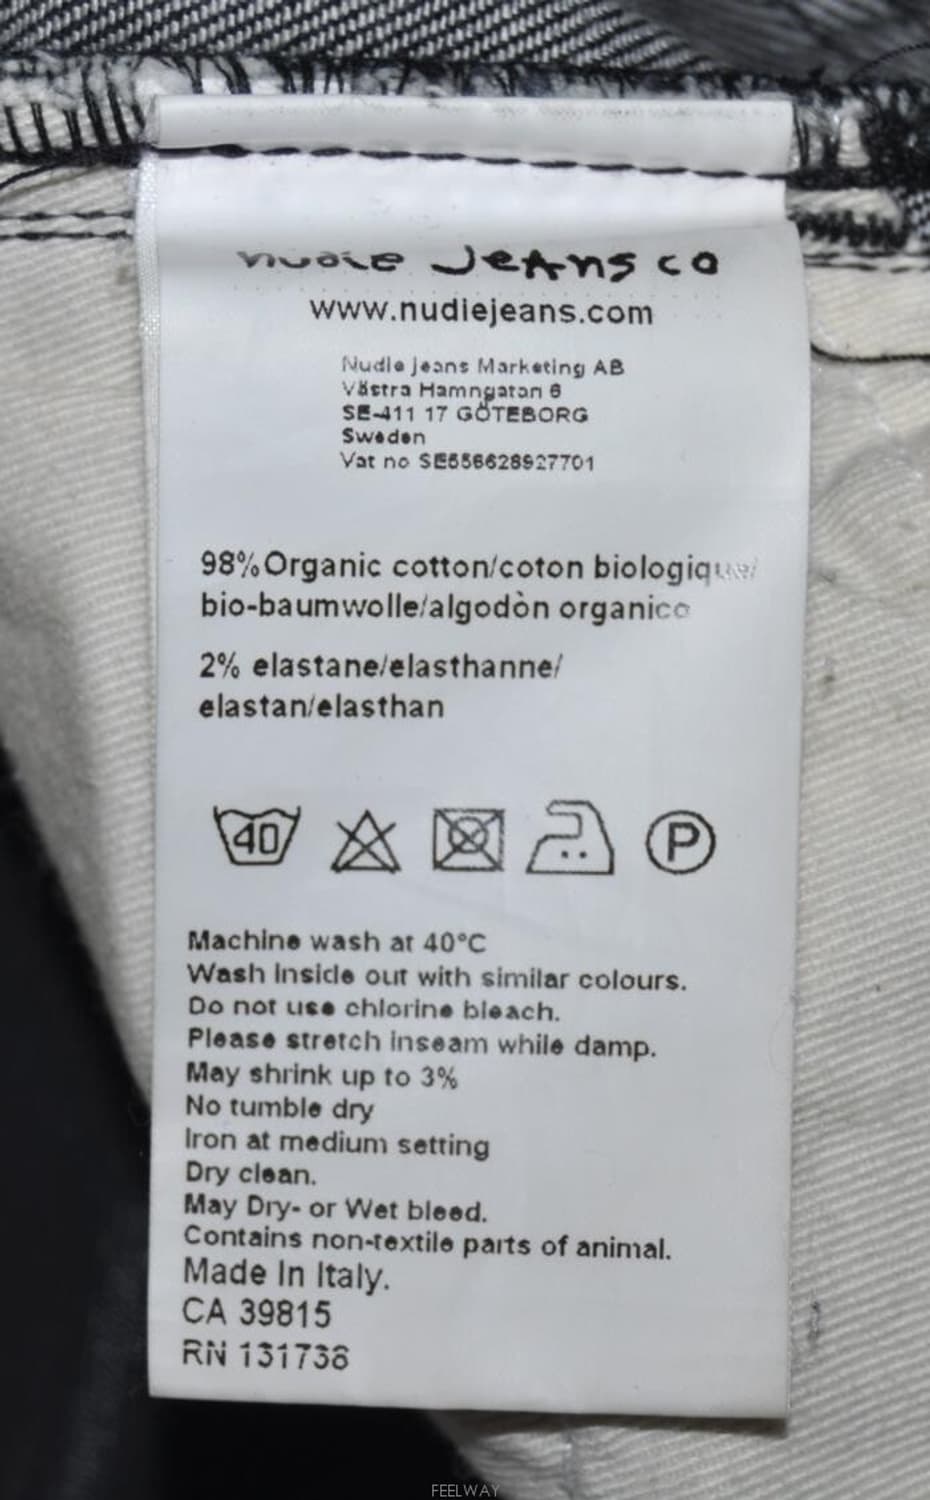 nudie Jeans co
www.nudiejeans.com
Nudie Jeans Marketing AB
Västra Hamngatan 6
SE-411 17 GÖTEBORG
Sweden
Vat no SE556628927701
98%Organic cotton/coton biologique/
bio-baumwolle/algodòn organico
2% elastane/elasthanne/
elastan/elasthan
40
P
Machine wash at 40°C
Wash inside out with similar colours.
Do not use chlorine bleach.
Please stretch inseam while damp.
May shrink up to 3%
No tumble dry
Iron at medium setting
Dry clean.
May Dry- or Wet bleed.
Contains non-textile parts of animal.
Made In Italy.
CA 39815
RN 131738
FEELWAY